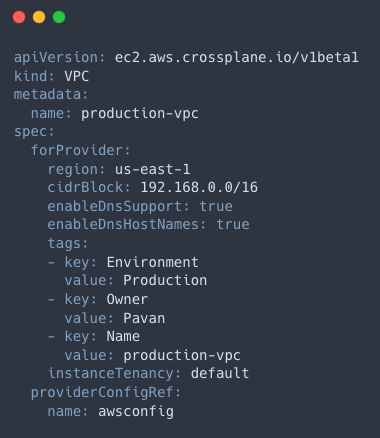 apiVersion: ec2.aws.crossplane.io/v1beta1
kind: VPC
metadata:
  name: production-vpc
spec:
  forProvider:
    region: us-east-1
    cidrBlock: 192.168.0.0/16
    enableDnsSupport: true
    enableDnsHostNames: true
    tags:
    - key: Environment
      value: Production
    - key: Owner
      value: Pavan
    - key: Name
      value: production-vpc
    instanceTenancy: default
  providerConfigRef:
    name: awsconfig